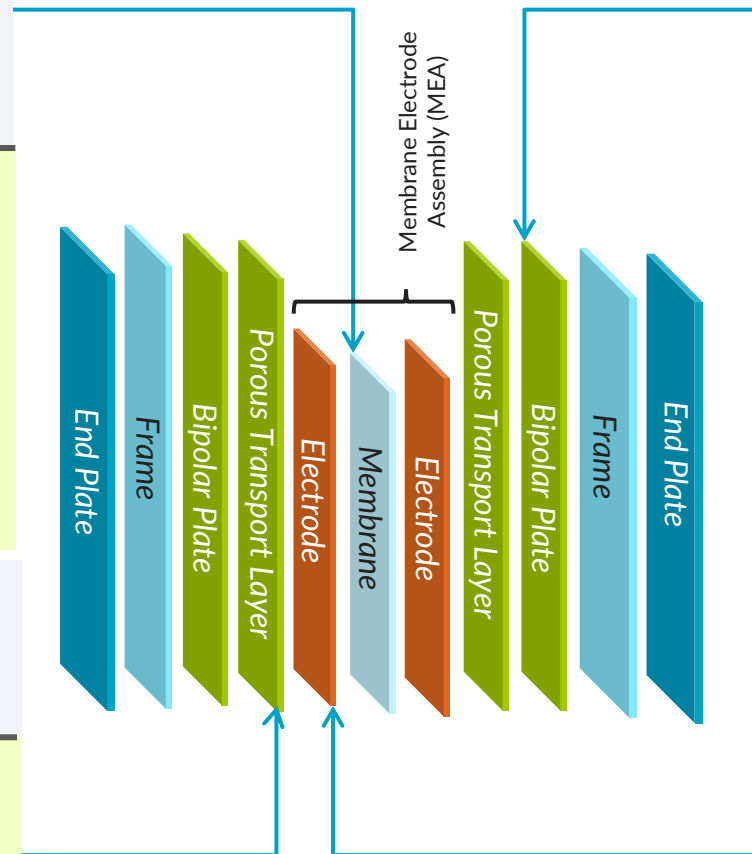 Membrane Electrode
Assembly (MEA)
End Plate
Frame
Bipolar Plate
Porous Transport Layer
Electrode
Membrane
Electrode
Porous Transport Layer
Bipolar Plate
Frame
End Plate